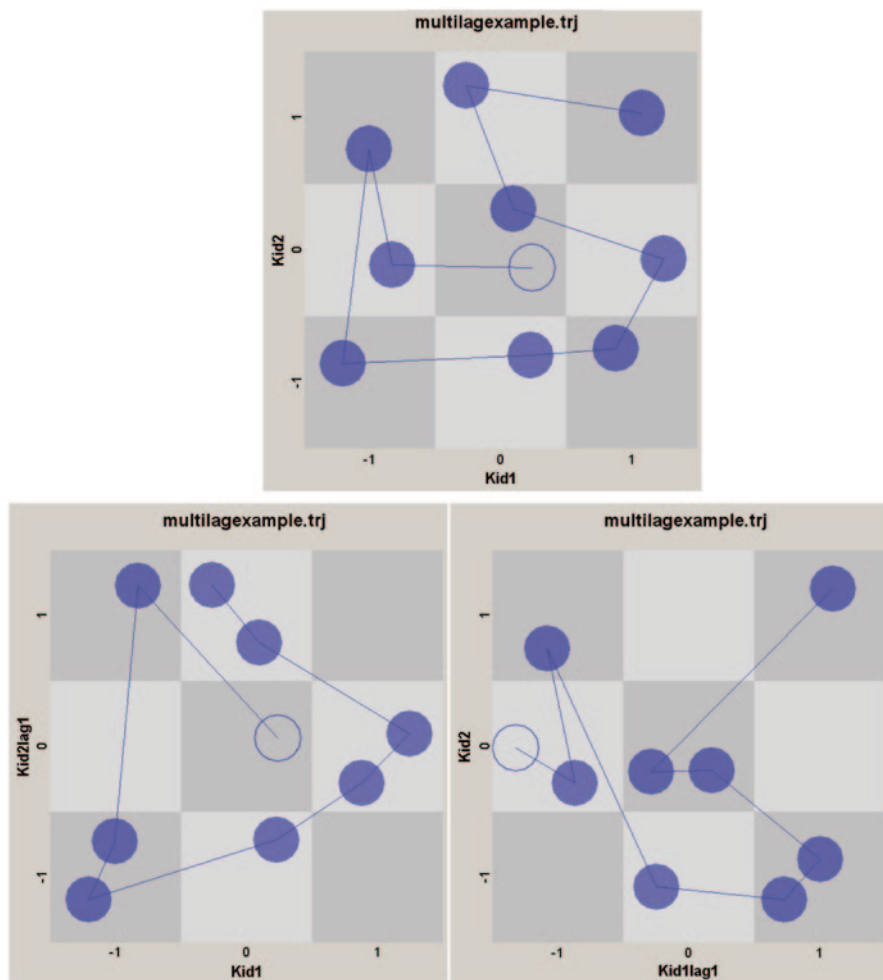 multilagexample.trj
1
0
-1
Kid2
-1 0 1
Kid1
multilagexample.trj
1
0
-1
Kid2lag1
-1 0 1
Kid1
multilagexample.trj
1
0
-1
Kid2
-1 0 1
Kid1lag1